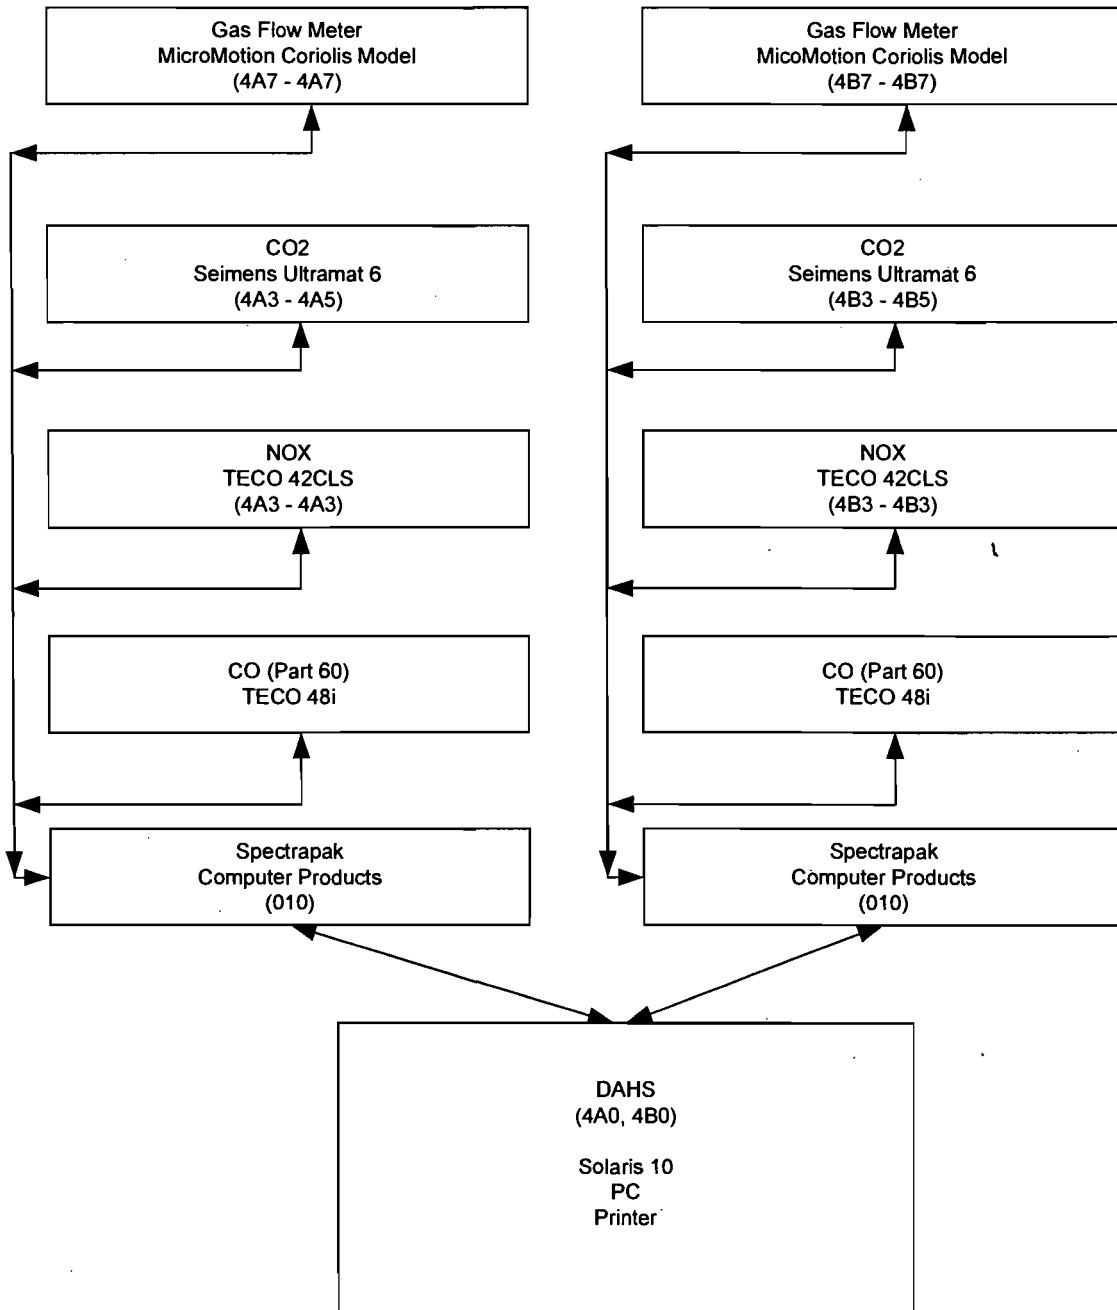 Gas Flow Meter
MicroMotion Coriolis Model
(4A7 - 4A7)
Gas Flow Meter
MicoMotion Coriolis Model
(4B7 - 4B7)
CO2
Seimens Ultramat 6
(4A3 - 4A5)
CO2
Seimens Ultramat 6
(4B3 - 4B5)
NOX
TECO 42CLS
(4A3 - 4A3)
NOX
TECO 42CLS
(4B3 - 4B3)
CO (Part 60)
TECO 48i
CO (Part 60)
TECO 48i
Spectrapak
Computer Products
(010)
Spectrapak
Computer Products
(010)
DAHS
(4A0, 4B0)
Solaris 10
PC
Printer